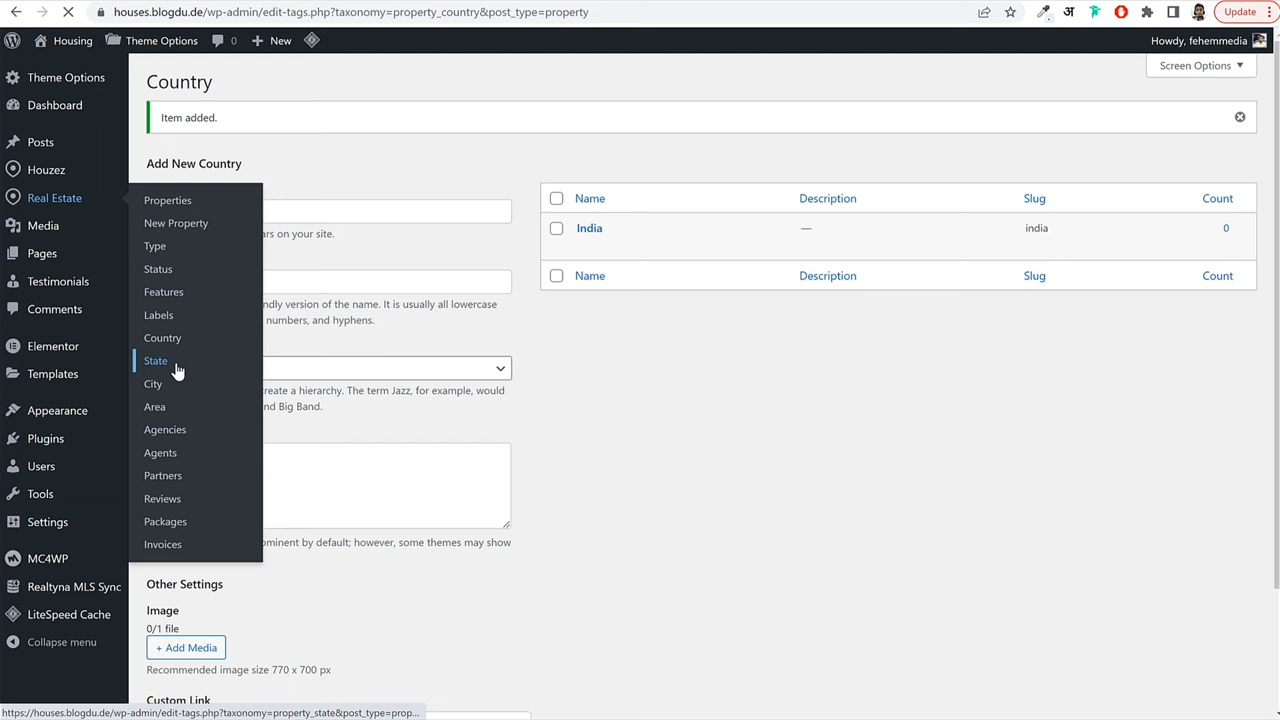 houses.blogdu.de/wp-admin/edit-tags.php?taxonomy=property_country&post_type=property
अ
Update
Housing
Theme Options
0
New
Howdy, fehemmedia
Theme Options
Dashboard
Posts
Houzez
Real Estate
Media
Pages
Testimonials
Comments
Elementor
Templates
Appearance
Plugins
Users
Tools
Settings
MC4WP
Realtyna MLS Sync
LiteSpeed Cache
Collapse menu
Properties
New Property
Type
Status
Features
Labels
Country
State
City
Area
Agencies
Agents
Partners
Reviews
Packages
Invoices
Screen Options
Country
Item added.
Add New Country
ars on your site.
ndly version of the name. It is usually all lowercase
numbers, and hyphens.
create a hierarchy. The term Jazz, for example, would
nd Big Band.
ominent by default; however, some themes may show
Other Settings
Image
0/1 file
+ Add Media
Recommended image size 770 x 700 px
Custom Link
Name Description Slug Count
India — india 0
Name Description Slug Count
https://houses.blogdu.de/wp-admin/edit-tags.php?taxonomy=property_state&post_type=prop...